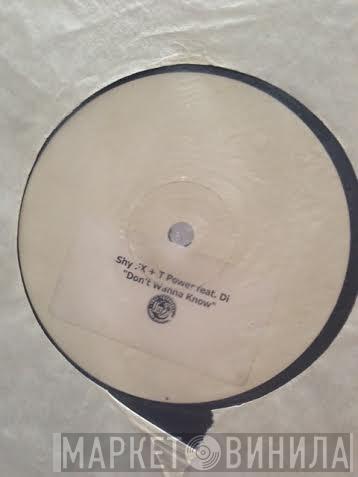 Shy FX + T Power feat. Di
"Don't Wanna Know"
МАРКЕТ ВИНИЛА